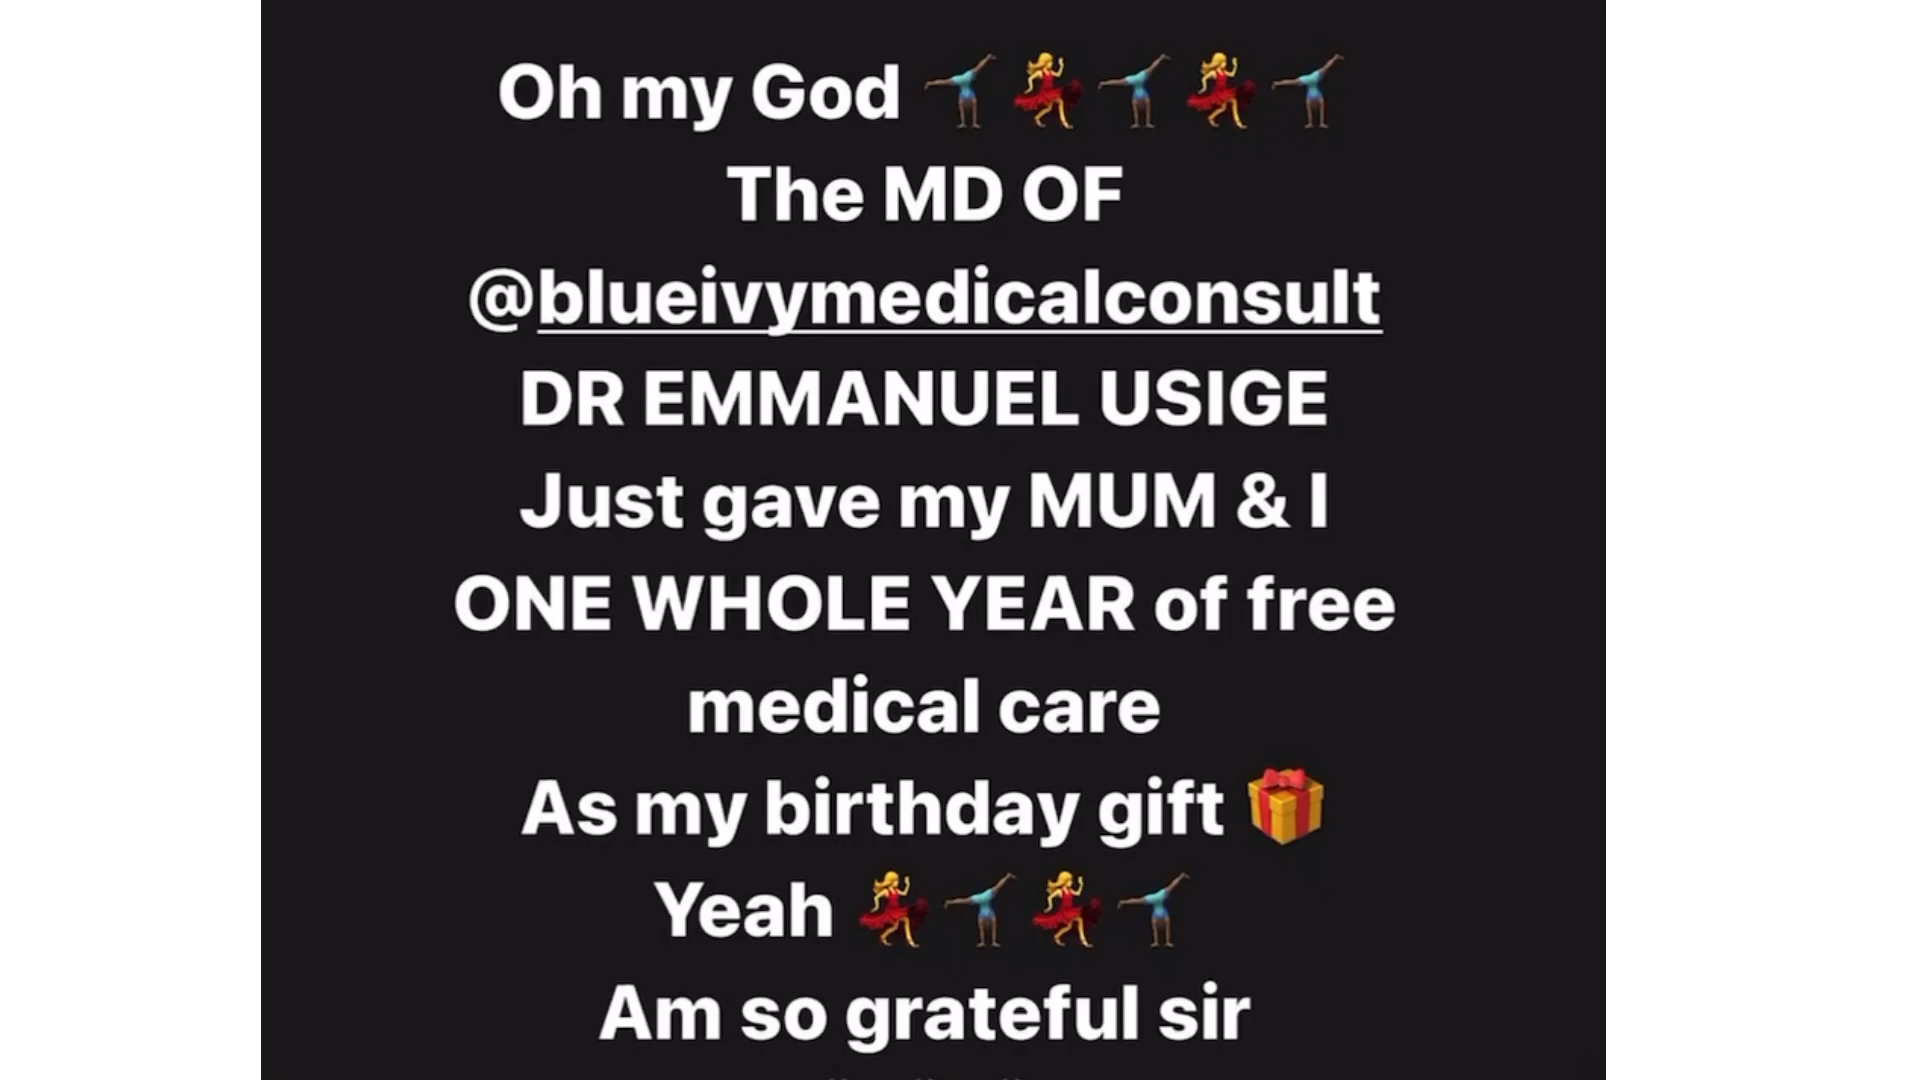 Oh my God 🤸🏾‍♀️💃🤸🏾‍♀️💃🤸🏾‍♀️
The MD OF
@blueivymedicalconsult
DR EMMANUEL USIGE
Just gave my MUM & I
ONE WHOLE YEAR of free
medical care
As my birthday gift 🎁
Yeah 💃🤸🏾‍♀️💃🤸🏾‍♀️
Am so grateful sir